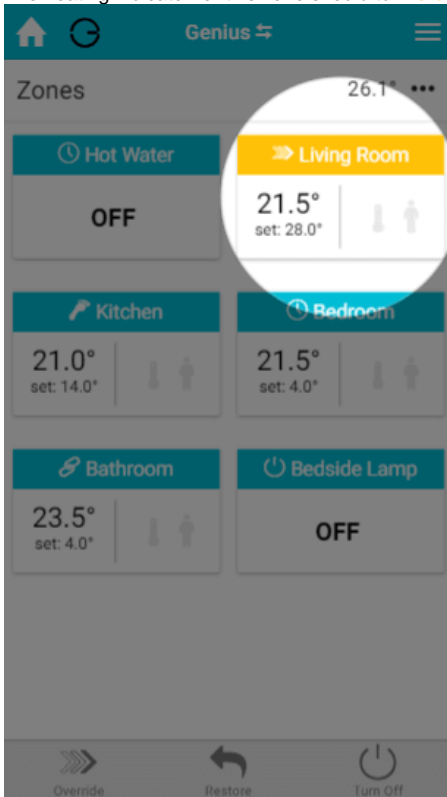 Genius
Zones
26.1°
Hot Water
Living Room
OFF
21.5°
set: 28.0°
Kitchen
Bedroom
21.0°
set: 14.0°
21.5°
set: 4.0°
Bathroom
Bedside Lamp
23.5°
set: 4.0°
OFF
Override
Restore
Turn Off